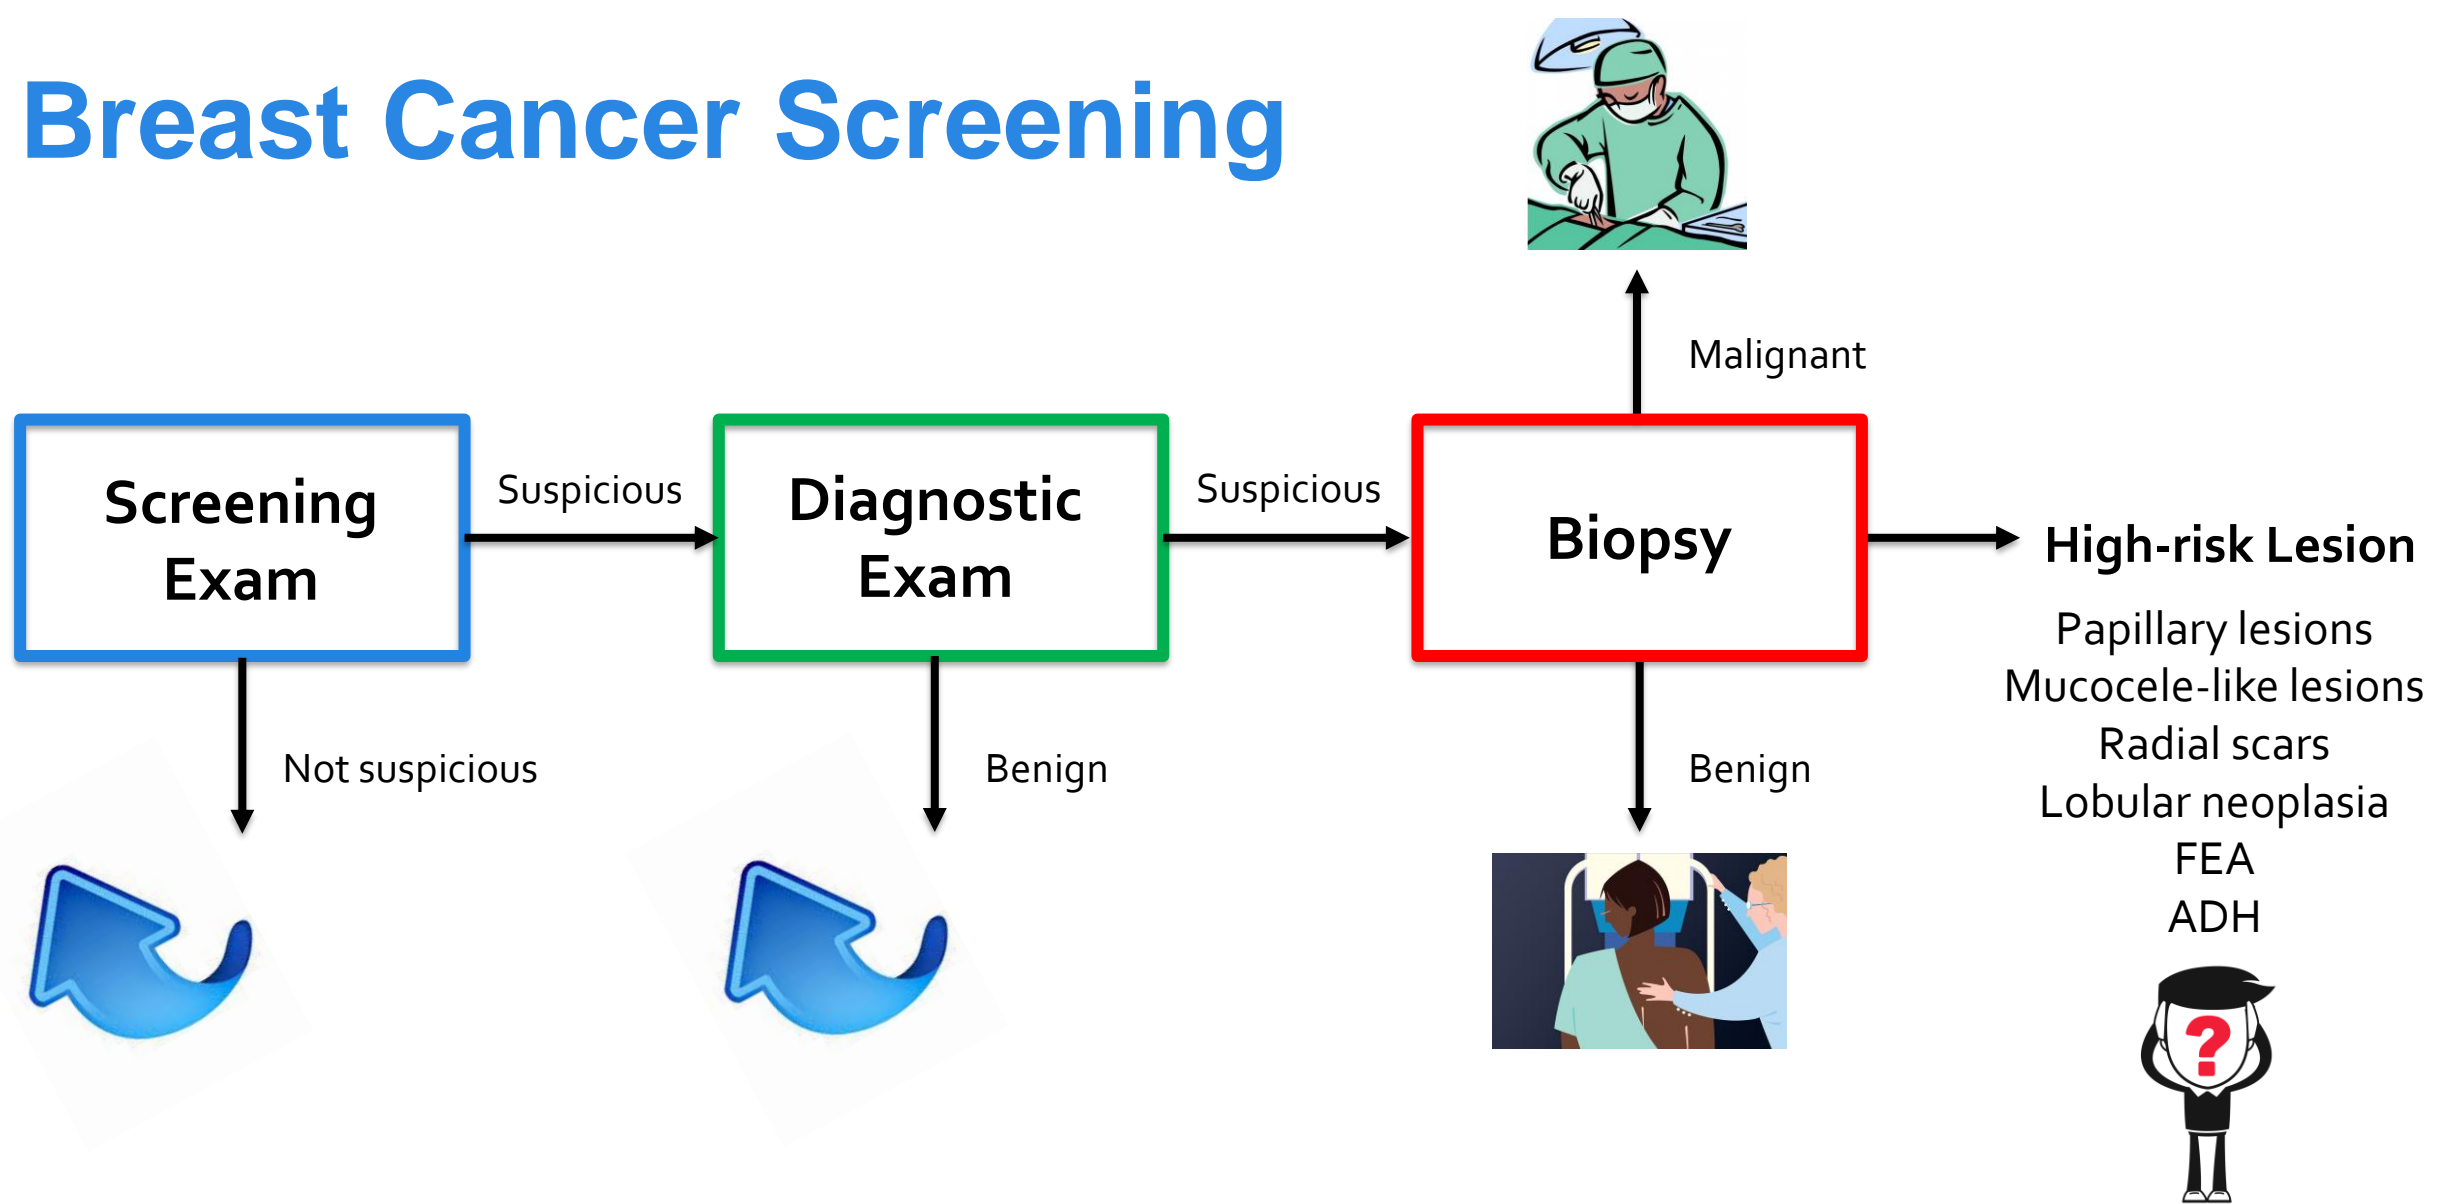 Breast Cancer Screening
Malignant
Screening
Exam
Suspicious
Diagnostic
Exam
Suspicious
Biopsy
High-risk Lesion
Papillary lesions
Mucocele-like lesions
Radial scars
Lobular neoplasia
FEA
ADH
Not suspicious
Benign
Benign
?